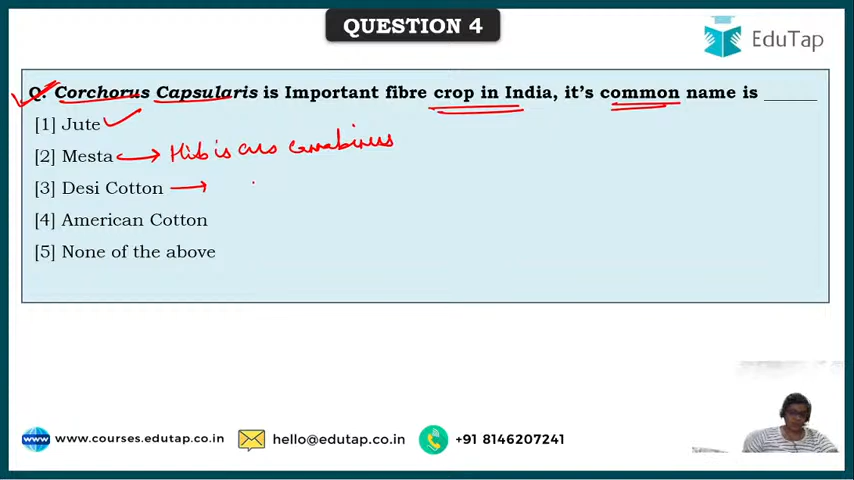 QUESTION 4
EduTap
Q. Corchorus Capsularis is Important fibre crop in India, it's common name is ______
[1] Jute
[2] Mesta → Hibiscus cannabinus
[3] Desi Cotton →
[4] American Cotton
[5] None of the above
www.courses.edutap.co.in hello@edutap.co.in +91 8146207241